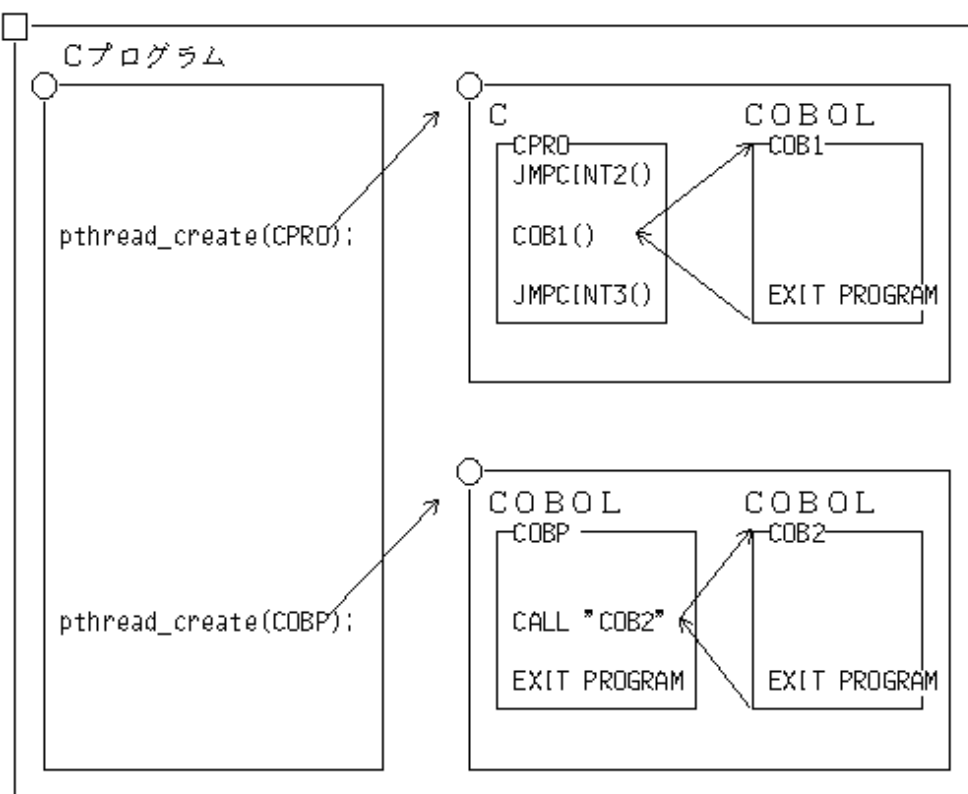 Cプログラム
pthread_create(CPRO);
C
CPRO
JMPCINT2()
COB1()
JMPCINT3()
COBOL
COB1
EXIT PROGRAM
pthread_create(COBP);
COBOL
COBP
CALL "COB2"
EXIT PROGRAM
COBOL
COB2
EXIT PROGRAM